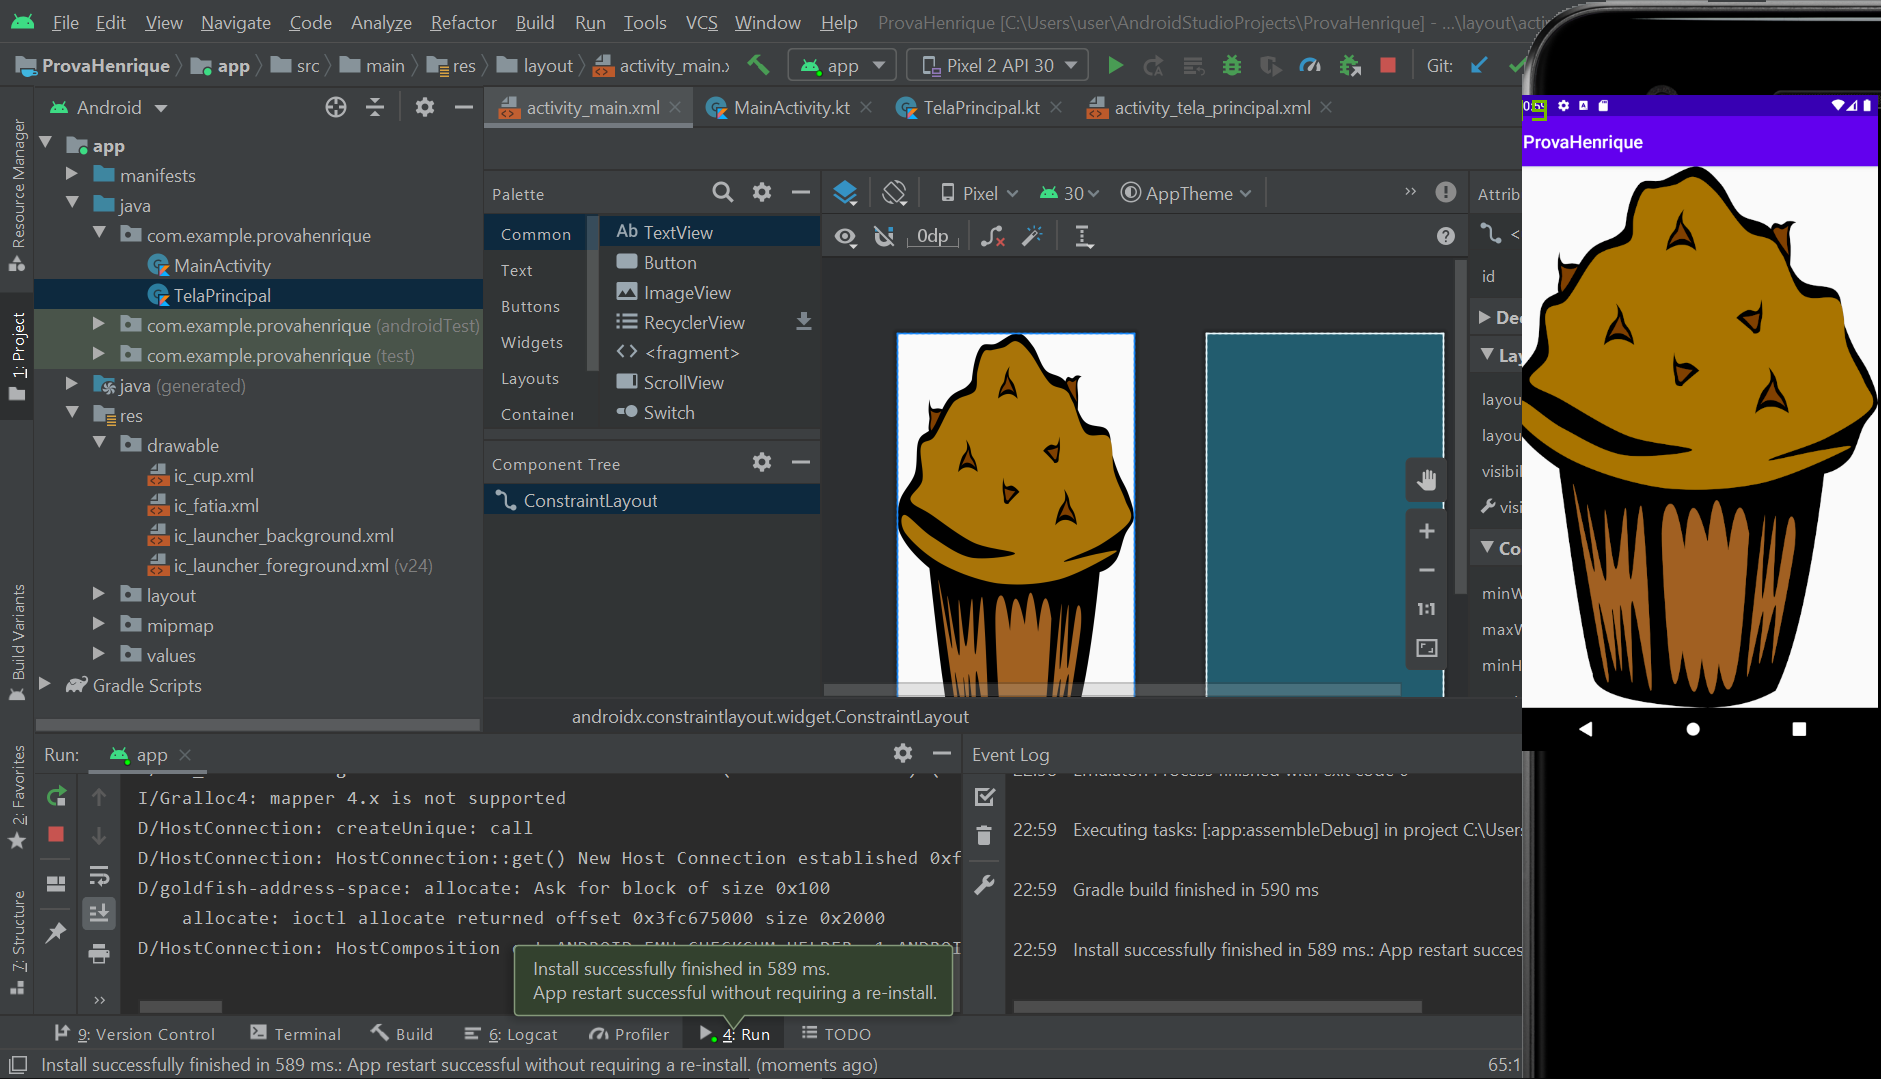 File Edit View Navigate Code Analyze Refactor Build Run Tools VCS Window Help ProvaHenrique [C:\Users\user\AndroidStudioProjects\ProvaHenrique] - ...\layout\acti
ProvaHenrique app src main res layout activity_main.x app Pixel 2 API 30 Git:
Android
activity_main.xml MainActivity.kt TelaPrincipal.kt activity_tela_principal.xml
app
manifests
java
com.example.provahenrique
MainActivity
TelaPrincipal
com.example.provahenrique (androidTest)
com.example.provahenrique (test)
java (generated)
res
drawable
ic_cup.xml
ic_fatia.xml
ic_launcher_background.xml
ic_launcher_foreground.xml (v24)
layout
mipmap
values
Gradle Scripts
Resource Manager
1: Project
Build Variants
2: Favorites
7: Structure
Palette
Common
Text
Buttons
Widgets
Layouts
Container
Ab TextView
Button
ImageView
RecyclerView
<fragment>
ScrollView
Switch
Component Tree
ConstraintLayout
Pixel 30 AppTheme
0dp
1:1
androidx.constraintlayout.widget.ConstraintLayout
Attrib
<
id
Dec
Lay
layou
layou
visibil
visi
Co
minW
maxW
minH
ProvaHenrique
Run: app
I/Gralloc4: mapper 4.x is not supported
D/HostConnection: createUnique: call
D/HostConnection: HostConnection::get() New Host Connection established 0xf
D/goldfish-address-space: allocate: Ask for block of size 0x100
allocate: ioctl allocate returned offset 0x3fc675000 size 0x2000
D/HostConnection: HostComposition
Install successfully finished in 589 ms.
App restart successful without requiring a re-install.
Event Log
22:59 Executing tasks: [:app:assembleDebug] in project C:\Users
22:59 Gradle build finished in 590 ms
22:59 Install successfully finished in 589 ms.: App restart succes
9: Version Control Terminal Build 6: Logcat Profiler 4: Run TODO
Install successfully finished in 589 ms.: App restart successful without requiring a re-install. (moments ago)
65:1